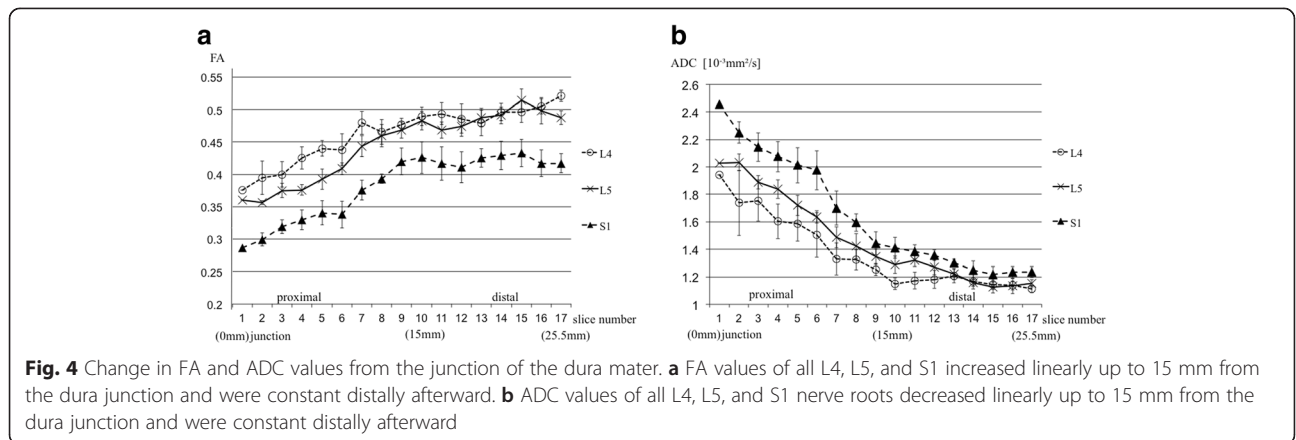 a
FA
0.55
0.5
0.45
0.4
0.35
0.3
0.25
0.2
proximal distal
1 2 3 4 5 6 7 8 9 10 11 12 13 14 15 16 17 slice number
(0mm)junction (15mm) (25.5mm)
L4
L5
S1
b
ADC [10⁻³mm²/s]
2.6
2.4
2.2
2
1.8
1.6
1.4
1.2
1
proximal distal
1 2 3 4 5 6 7 8 9 10 11 12 13 14 15 16 17 slice number
(0mm)junction (15mm) (25.5mm)
L4
L5
S1
Fig. 4 Change in FA and ADC values from the junction of the dura mater. a FA values of all L4, L5, and S1 increased linearly up to 15 mm from
the dura junction and were constant distally afterward. b ADC values of all L4, L5, and S1 nerve roots decreased linearly up to 15 mm from the
dura junction and were constant distally afterward